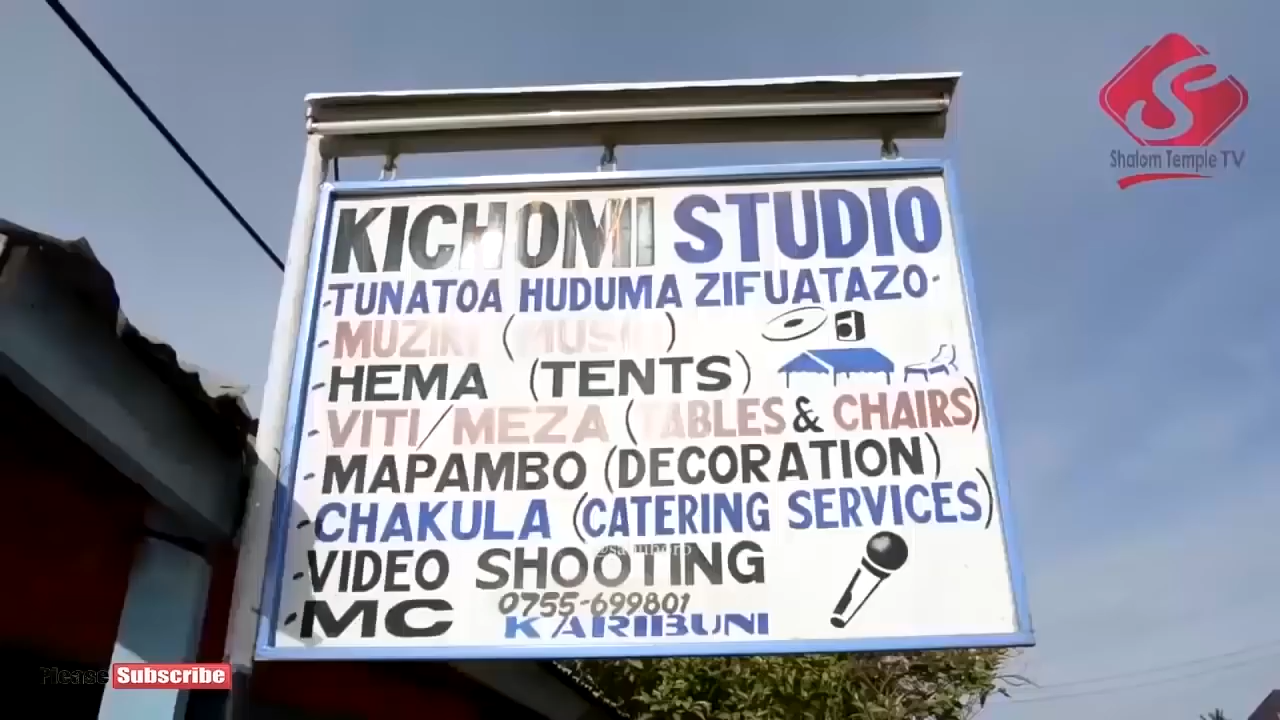 Shalom Temple TV
KICHOMI STUDIO
-TUNATOA HUDUMA ZIFUATAZO-
-MUZIKI (MUSIC)
-HEMA (TENTS)
-VITI/MEZA (TABLES & CHAIRS)
-MAPAMBO (DECORATION)
-CHAKULA (CATERING SERVICES)
-VIDEO SHOOTING
-MC 0755-699801
KARIBUNI
Please Subscribe